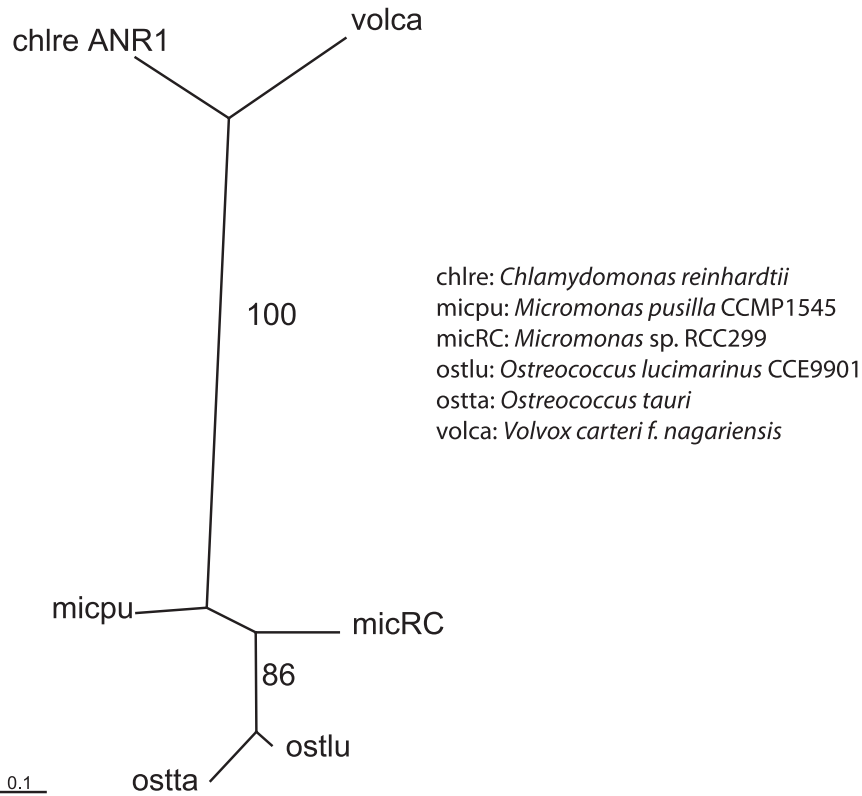 volca
chlre ANR1
100
chlre: Chlamydomonas reinhardtii
micpu: Micromonas pusilla CCMP1545
micRC: Micromonas sp. RCC299
ostlu: Ostreococcus lucimarinus CCE9901
ostta: Ostreococcus tauri
volca: Volvox carteri f. nagariensis
micpu
micRC
86
ostlu
ostta
0.1